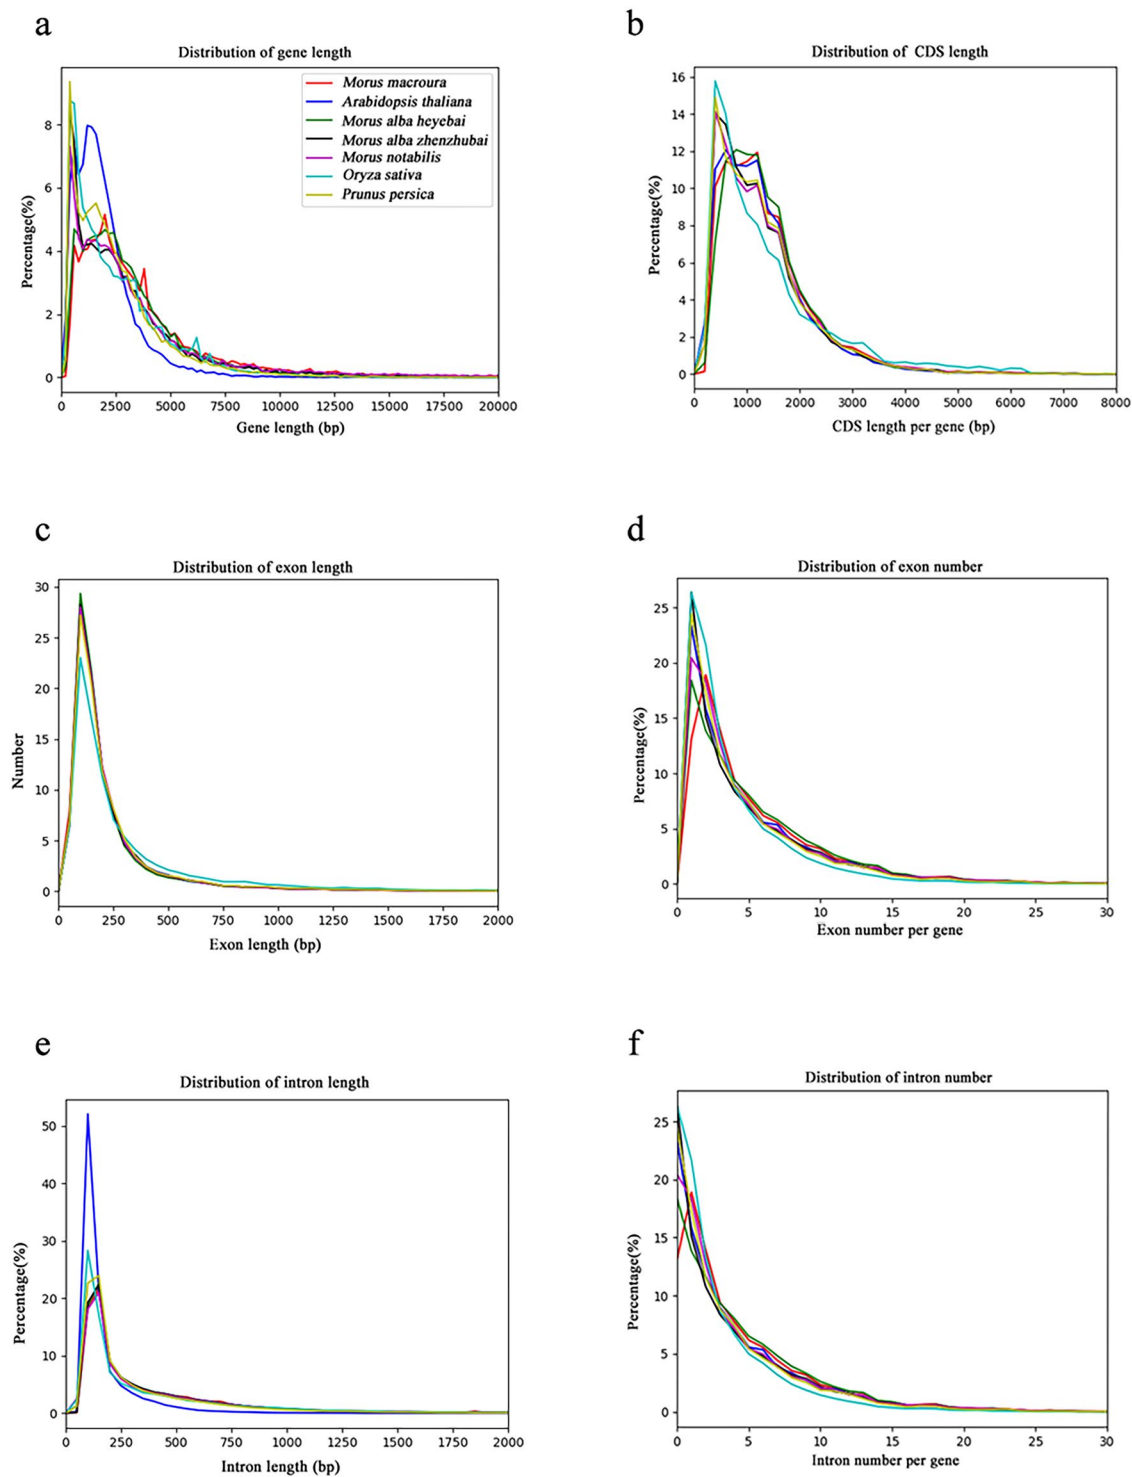 a
Distribution of gene length
Percentage(%)
8
6
4
2
0
Morus macroura
Arabidopsis thaliana
Morus alba heyebai
Morus alba zhenzhubai
Morus notabilis
Oryza sativa
Prunus persica
0 2500 5000 7500 10000 12500 15000 17500 20000
Gene length (bp)
b
Distribution of CDS length
Percentage(%)
16
14
12
10
8
6
4
2
0
0 1000 2000 3000 4000 5000 6000 7000 8000
CDS length per gene (bp)
c
Distribution of exon length
Number
30
25
20
15
10
5
0
0 250 500 750 1000 1250 1500 1750 2000
Exon length (bp)
d
Distribution of exon number
Percentage(%)
25
20
15
10
5
0
0 5 10 15 20 25 30
Exon number per gene
e
Distribution of intron length
Percentage(%)
50
40
30
20
10
0
0 250 500 750 1000 1250 1500 1750 2000
Intron length (bp)
f
Distribution of intron number
Percentage(%)
25
20
15
10
5
0
0 5 10 15 20 25 30
Intron number per gene